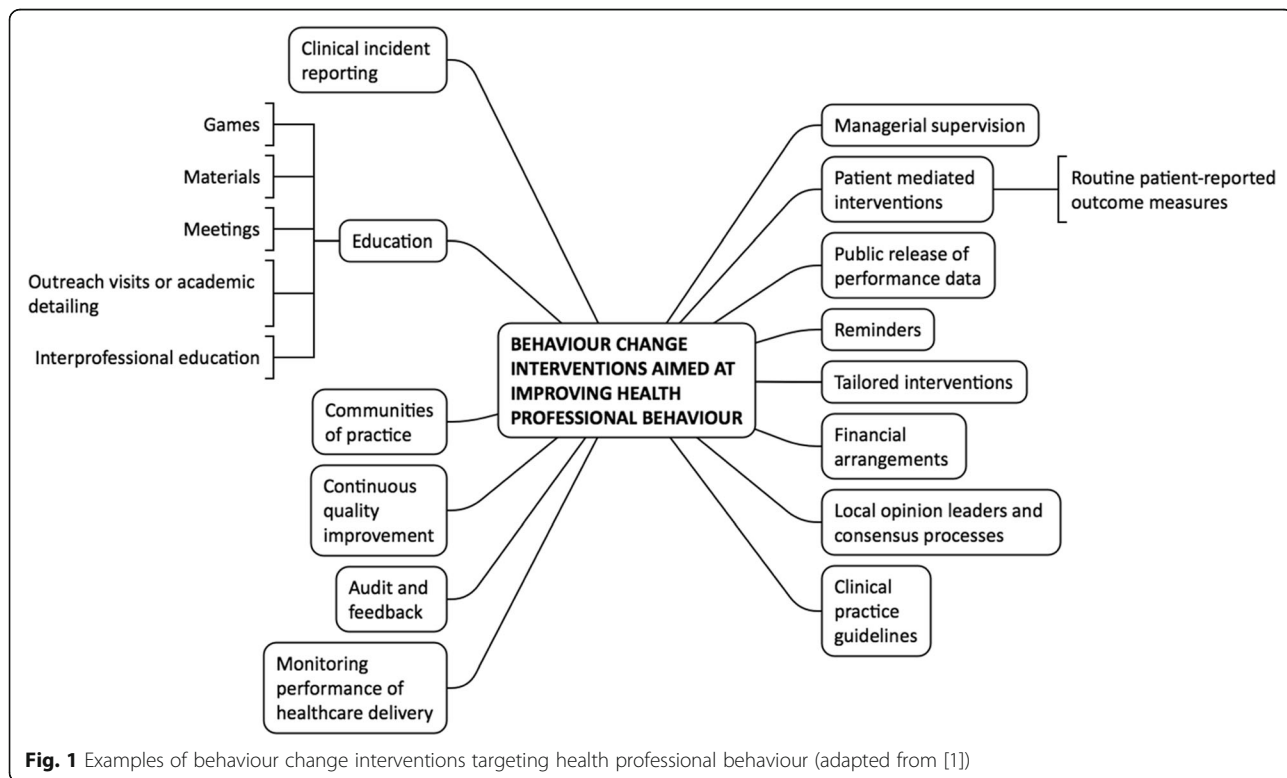 Clinical incident
reporting
Games
Materials
Meetings
Outreach visits or academic
detailing
Interprofessional education
Education
Communities
of practice
Continuous
quality
improvement
Audit and
feedback
Monitoring
performance of
healthcare delivery
BEHAVIOUR CHANGE
INTERVENTIONS AIMED AT
IMPROVING HEALTH
PROFESSIONAL BEHAVIOUR
Managerial supervision
Patient mediated
interventions
Routine patient-reported
outcome measures
Public release of
performance data
Reminders
Tailored interventions
Financial
arrangements
Local opinion leaders and
consensus processes
Clinical
practice
guidelines
Fig. 1 Examples of behaviour change interventions targeting health professional behaviour (adapted from [1])